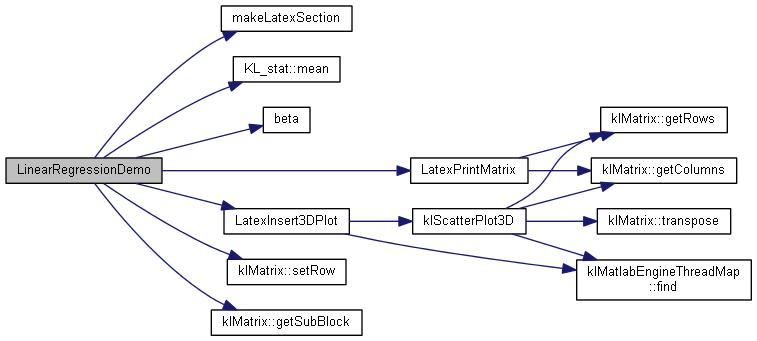 makeLatexSection
KL_stat::mean
beta
LinearRegressionDemo
LatexPrintMatrix
LatexInsert3DPlot
klScatterPlot3D
klMatrix::setRow
klMatrix::getSubBlock
klMatrix::getRows
klMatrix::getColumns
klMatrix::transpose
klMatlabEngineThreadMap
::find